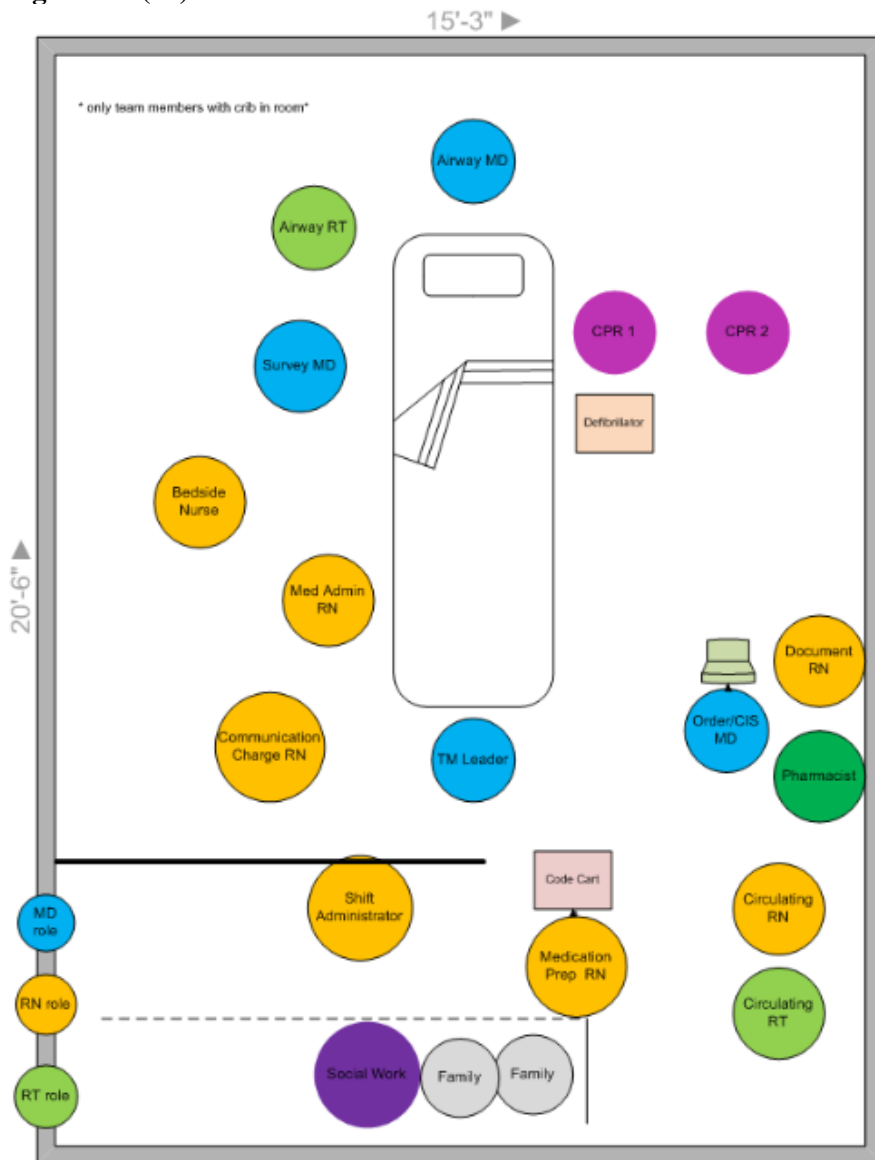 15'-3" ▶
* only team members with crib in room*
Airway MD
Airway RT
CPR 1
CPR 2
Survey MD
Defibrillator
Bedside
Nurse
20'-6" ▶
Med Admin
RN
Document
RN
Order/CIS
MD
Communication
Charge RN
TM Leader
Pharmacist
Code Cart
Shift
Administrator
Circulating
RN
MD
role
Medication
Prep RN
RN role
Circulating
RT
Social Work
Family
Family
RT role